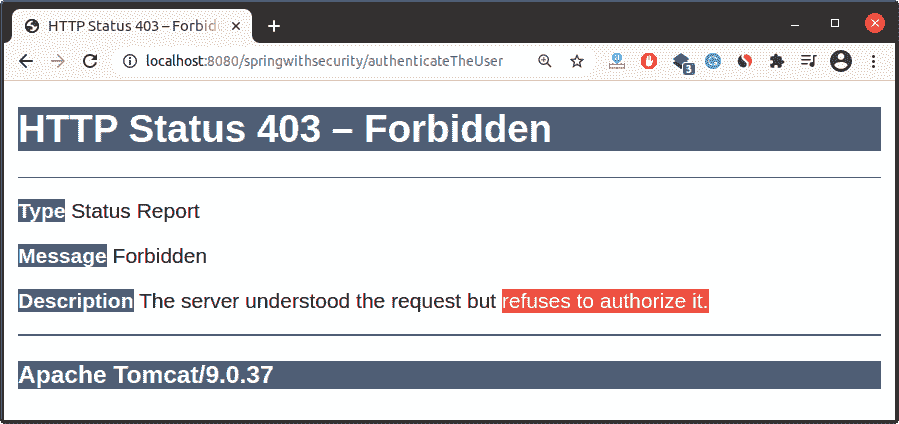 HTTP Status 403 – Forbid
localhost:8080/springwithsecurity/authenticateTheUser
3
HTTP Status 403 – Forbidden
Type Status Report
Message Forbidden
Description The server understood the request but refuses to authorize it.
Apache Tomcat/9.0.37